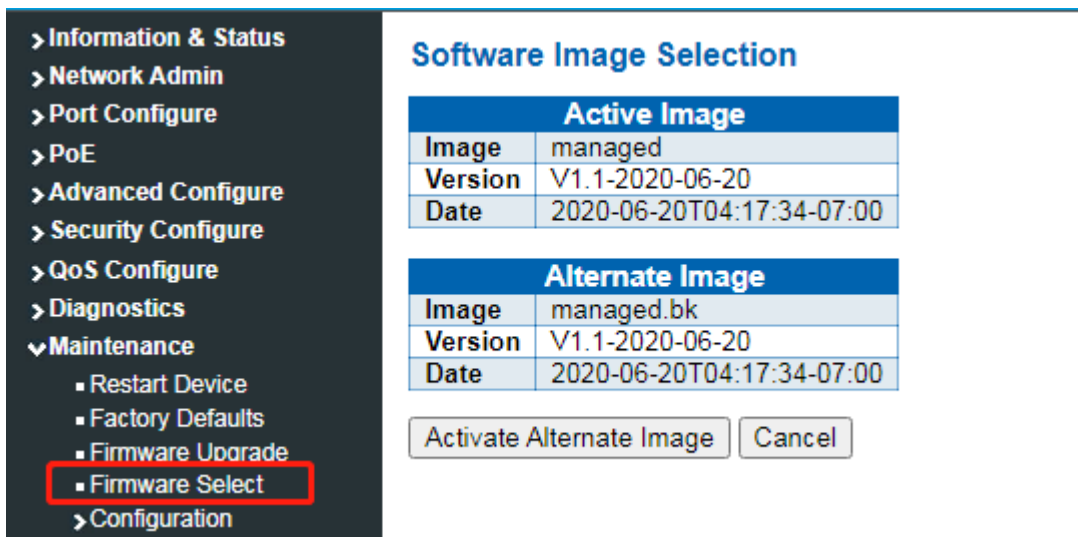 Information & Status
Network Admin
Port Configure
PoE
Advanced Configure
Security Configure
QoS Configure
Diagnostics
Maintenance
Restart Device
Factory Defaults
Firmware Upgrade
Firmware Select
Configuration
Software Image Selection
Active Image
Image managed
Version V1.1-2020-06-20
Date 2020-06-20T04:17:34-07:00
Alternate Image
Image managed.bk
Version V1.1-2020-06-20
Date 2020-06-20T04:17:34-07:00
Activate Alternate Image Cancel